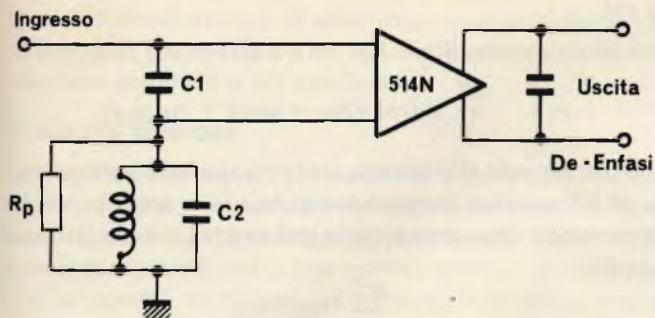 Ingresso
C1
514N
Uscita
De-Enfasi
Rp
C2